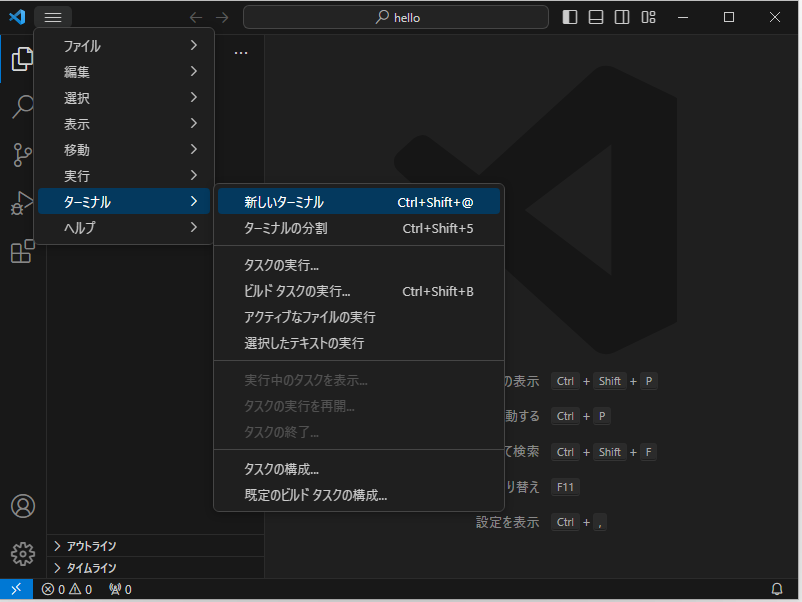 hello
ファイル
編集
選択
表示
移動
実行
ターミナル
ヘルプ
新しいターミナル Ctrl+Shift+@
ターミナルの分割 Ctrl+Shift+5
タスクの実行...
ビルド タスクの実行... Ctrl+Shift+B
アクティブなファイルの実行
選択したテキストの実行
実行中のタスクを表示...
タスクの実行を再開...
タスクの終了...
タスクの構成...
既定のビルド タスクの構成...
の表示 Ctrl + Shift + P
動する Ctrl + P
て検索 Ctrl + Shift + F
り替え F11
設定を表示 Ctrl + ,
アウトライン
タイムライン
0 0 0